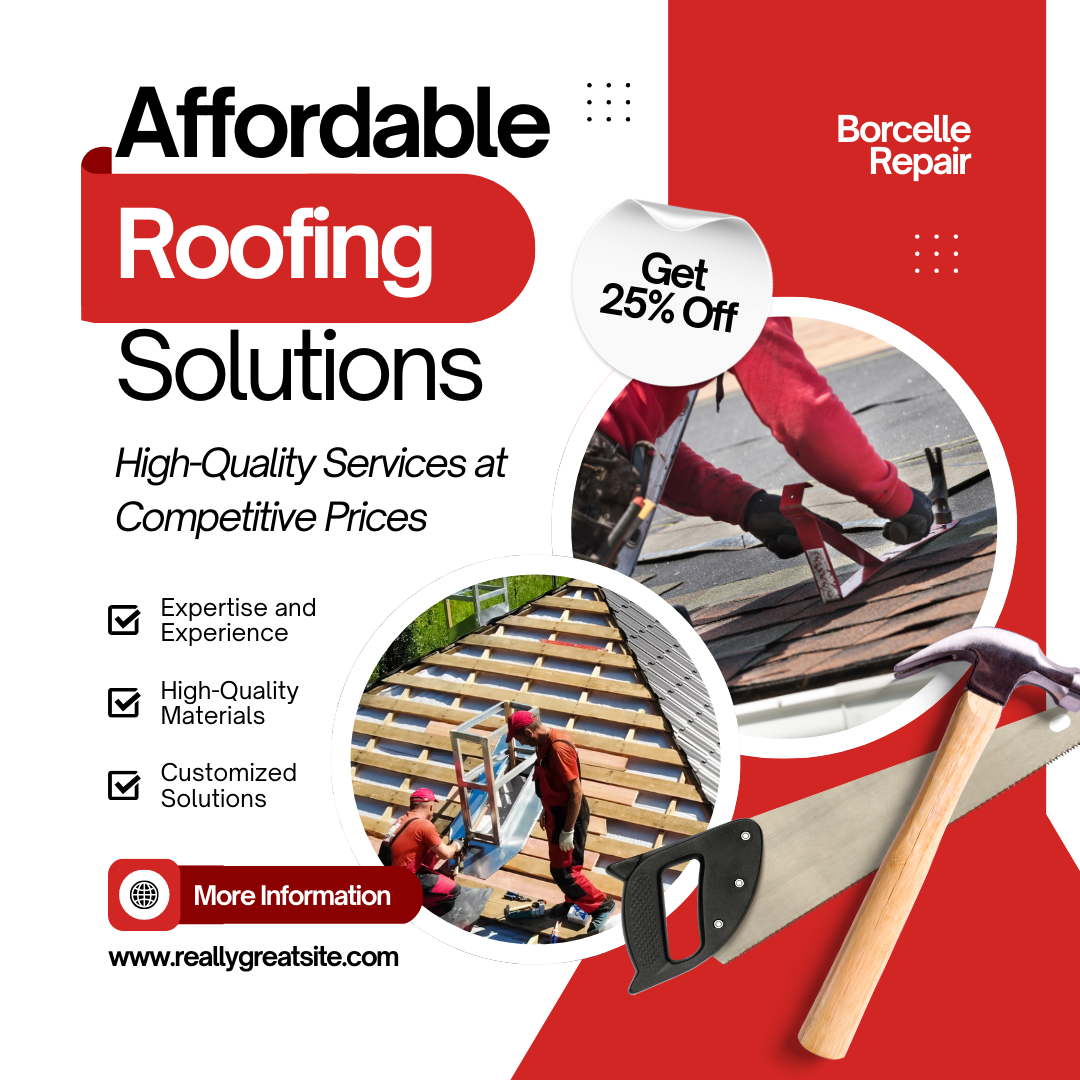 Affordable
Roofing
Solutions
Borcelle
Repair
Get
25% Off
High-Quality Services at
Competitive Prices
Expertise and
Experience
High-Quality
Materials
Customized
Solutions
More Information
www.reallygreatsite.com